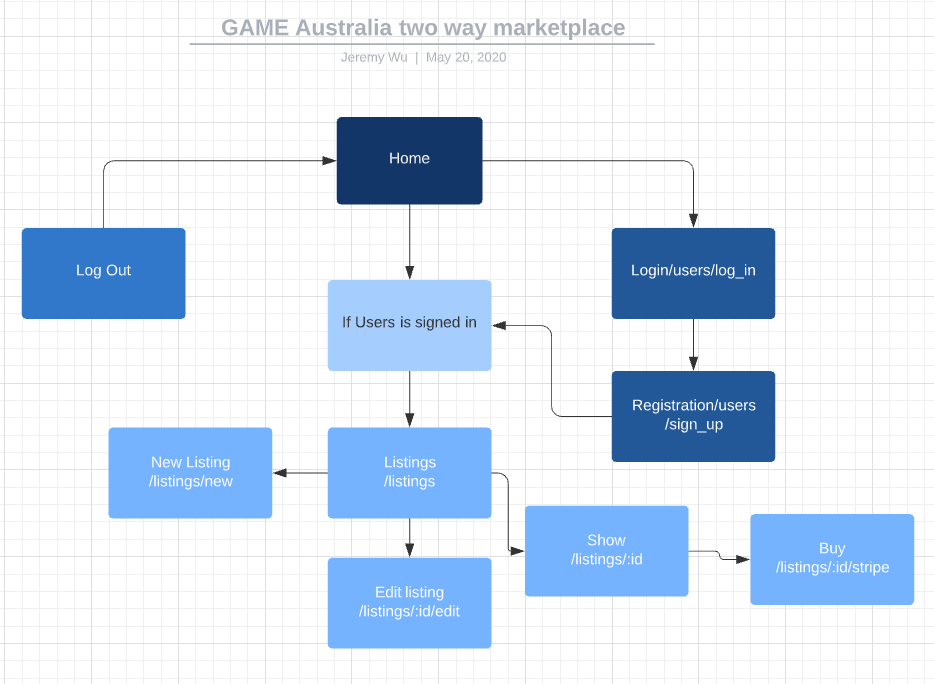 GAME Australia two way marketplace
Jeremy Wu | May 20, 2020
Home
Log Out
Login/users/log_in
If Users is signed in
Registration/users
/sign_up
New Listing
/listings/new
Listings
/listings
Show
/listings/:id
Buy
/listings/:id/stripe
Edit listing
/listings/:id/edit